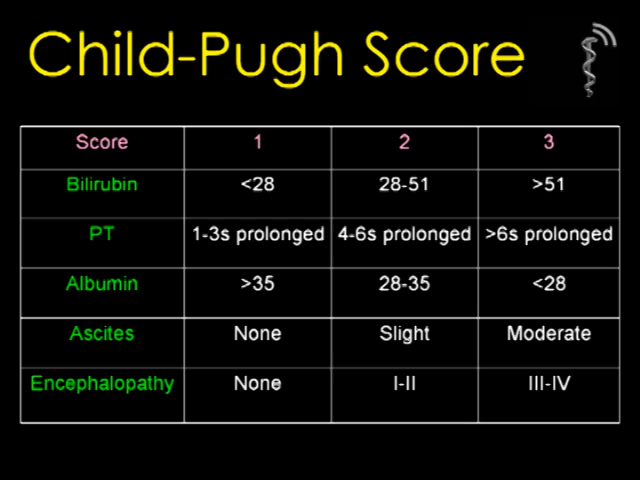 Child-Pugh Score
Score 1 2 3
Bilirubin <28 28-51 >51
PT 1-3s prolonged 4-6s prolonged >6s prolonged
Albumin >35 28-35 <28
Ascites None Slight Moderate
Encephalopathy None I-II III-IV